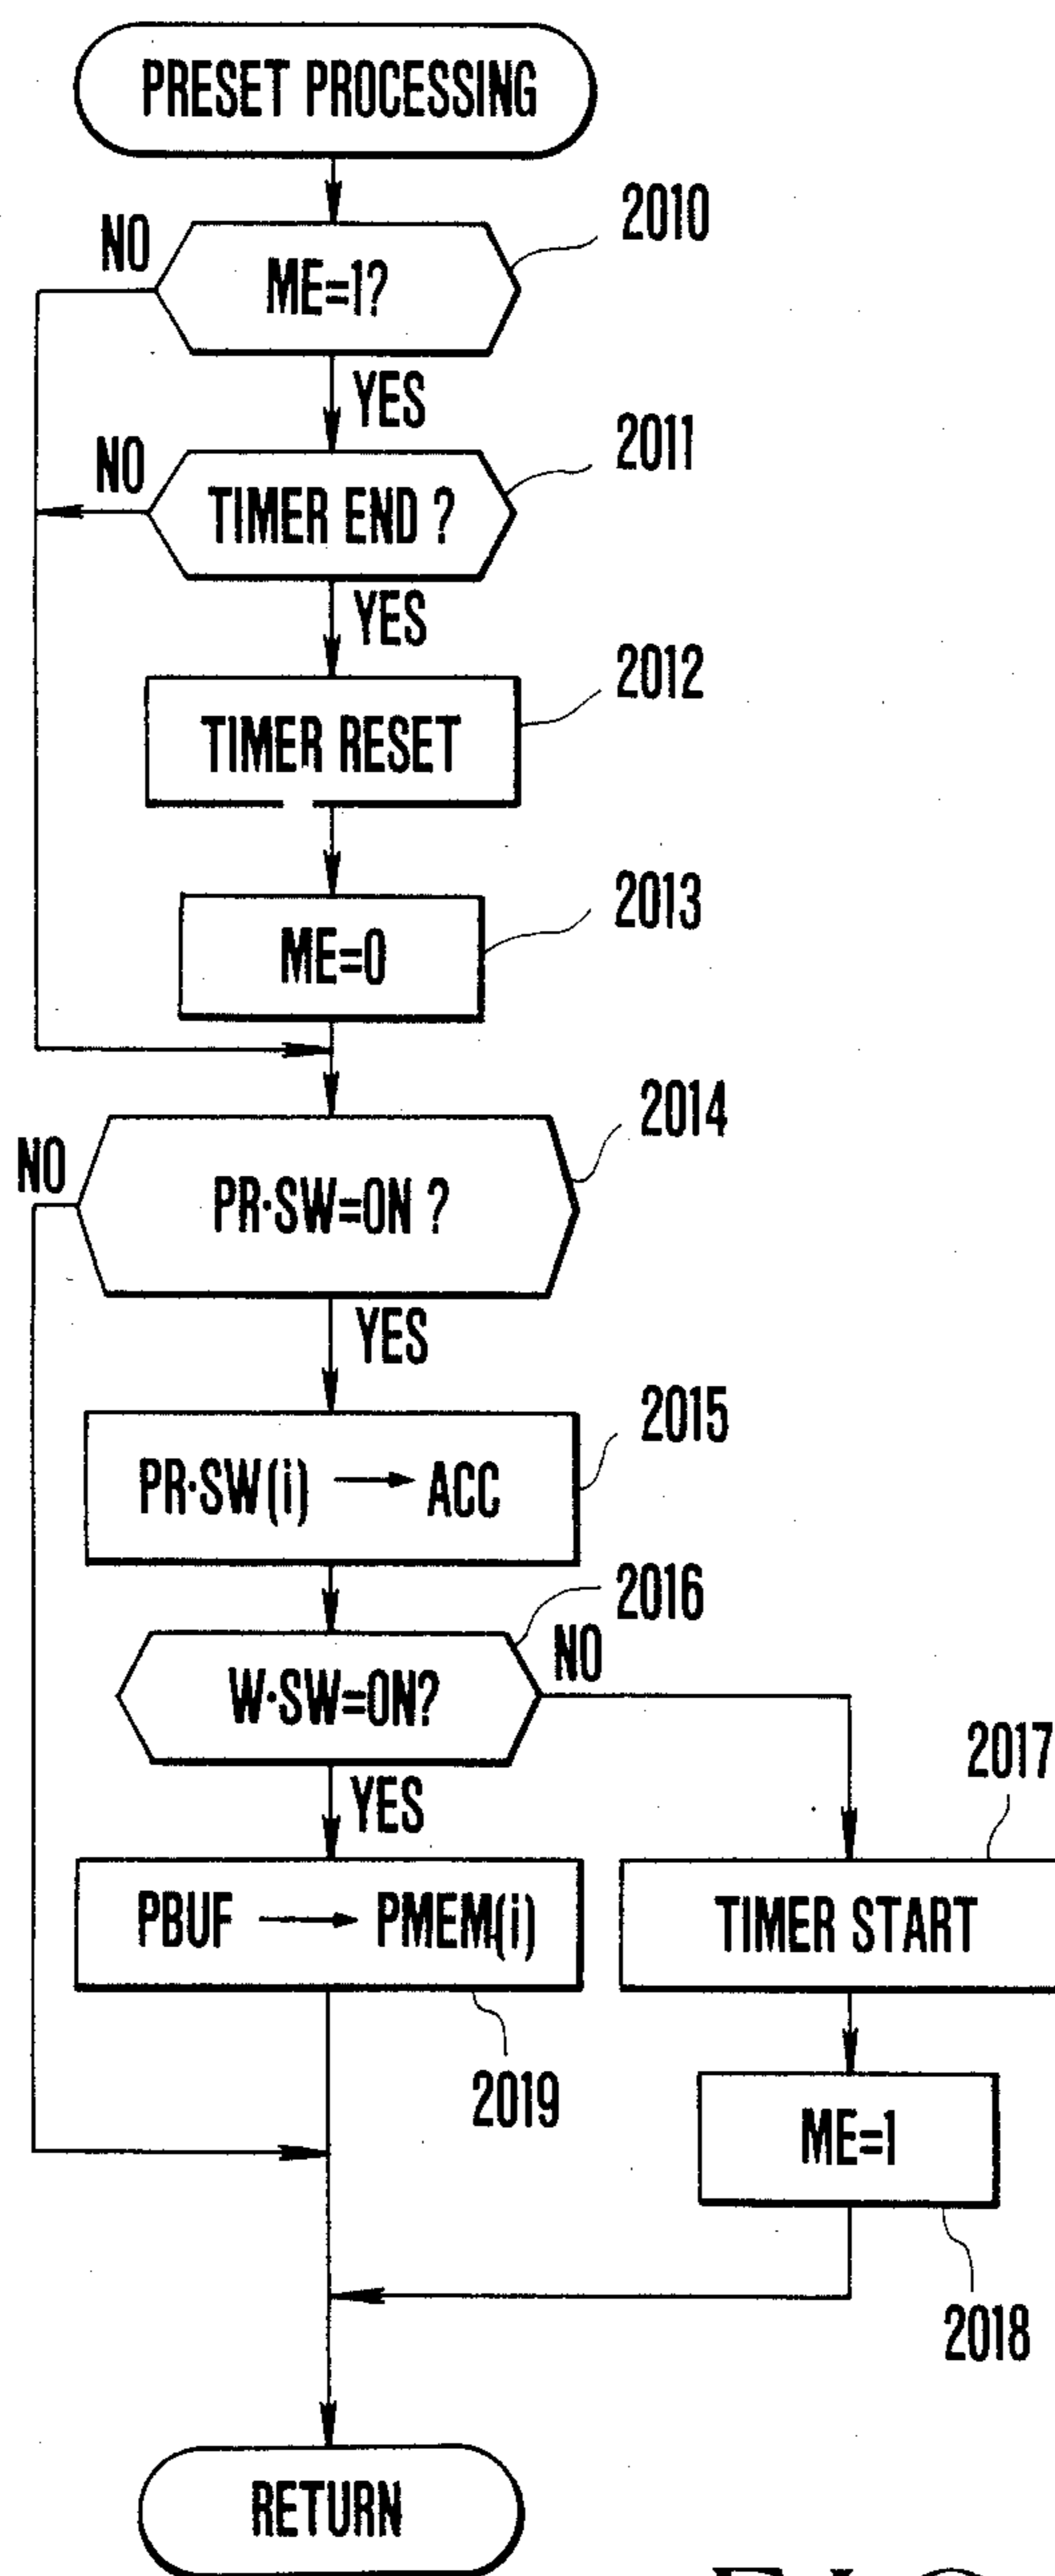 PRESET PROCESSING
2010
NO
ME=1?
YES
2011
NO
TIMER END ?
YES
2012
TIMER RESET
2013
ME=0
2014
NO
PR·SW=ON ?
YES
2015
PR·SW(i) → ACC
2016
W·SW=ON?
NO
YES
2017
PBUF → PMEM(i)
TIMER START
2019
ME=1
2018
RETURN